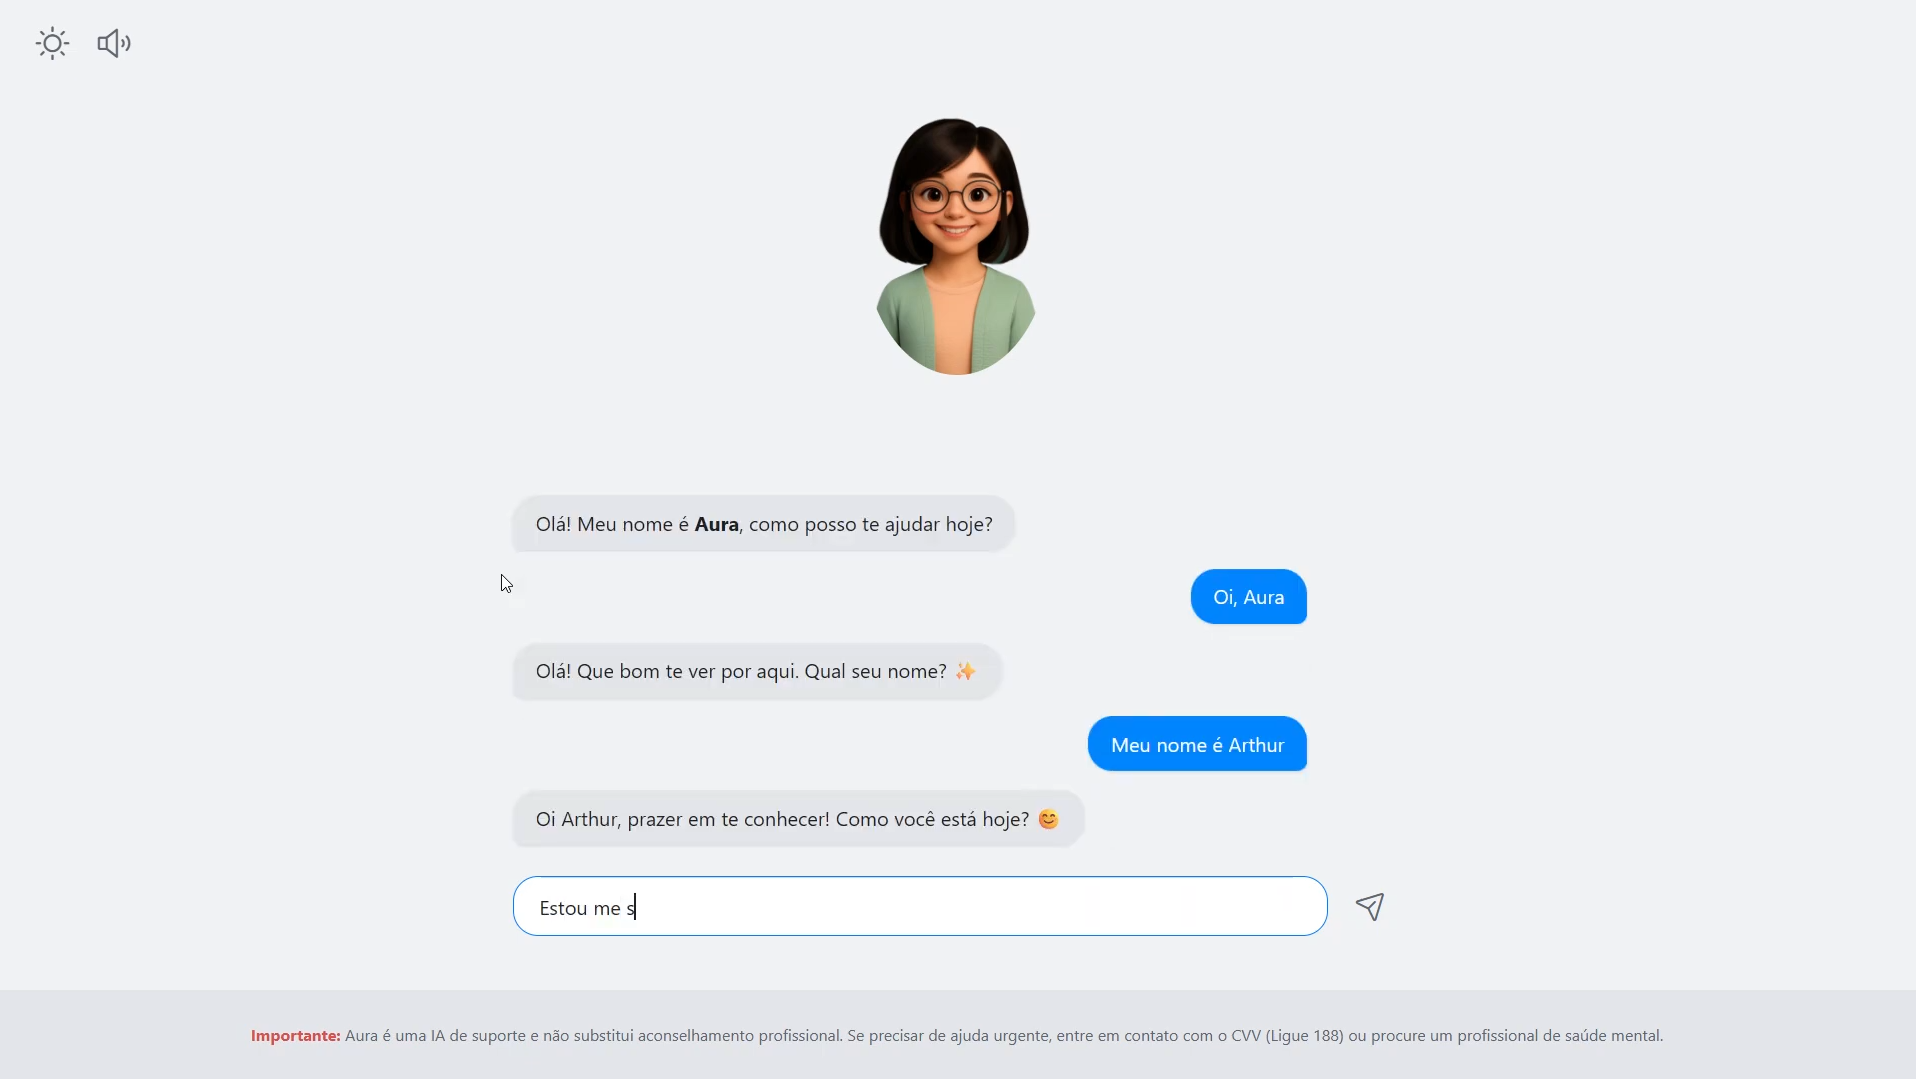 Olá! Meu nome é Aura, como posso te ajudar hoje?
Oi, Aura
Olá! Que bom te ver por aqui. Qual seu nome? ✨
Meu nome é Arthur
Oi Arthur, prazer em te conhecer! Como você está hoje? 😊
Estou me s
Importante: Aura é uma IA de suporte e não substitui aconselhamento profissional. Se precisar de ajuda urgente, entre em contato com o CVV (Ligue 188) ou procure um profissional de saúde mental.